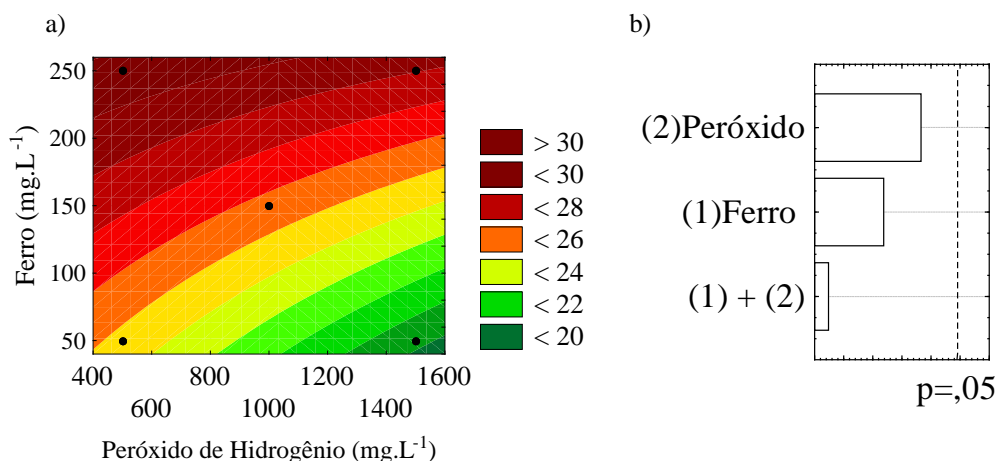 a)
Ferro (mg.L-1)
250
200
150
100
50
400
800
1200
1600
600
1000
1400
Peróxido de Hidrogênio (mg.L-1)
> 30
< 30
< 28
< 26
< 24
< 22
< 20
b)
(2)Peróxido
(1)Ferro
(1) + (2)
p=,05